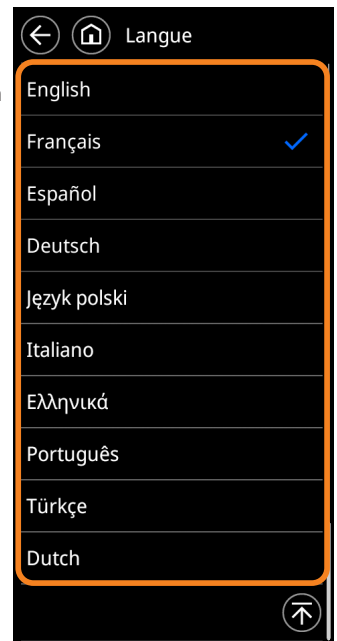 Langue
English
Français
Español
Deutsch
Język polski
Italiano
Ελληνικά
Português
Türkçe
Dutch